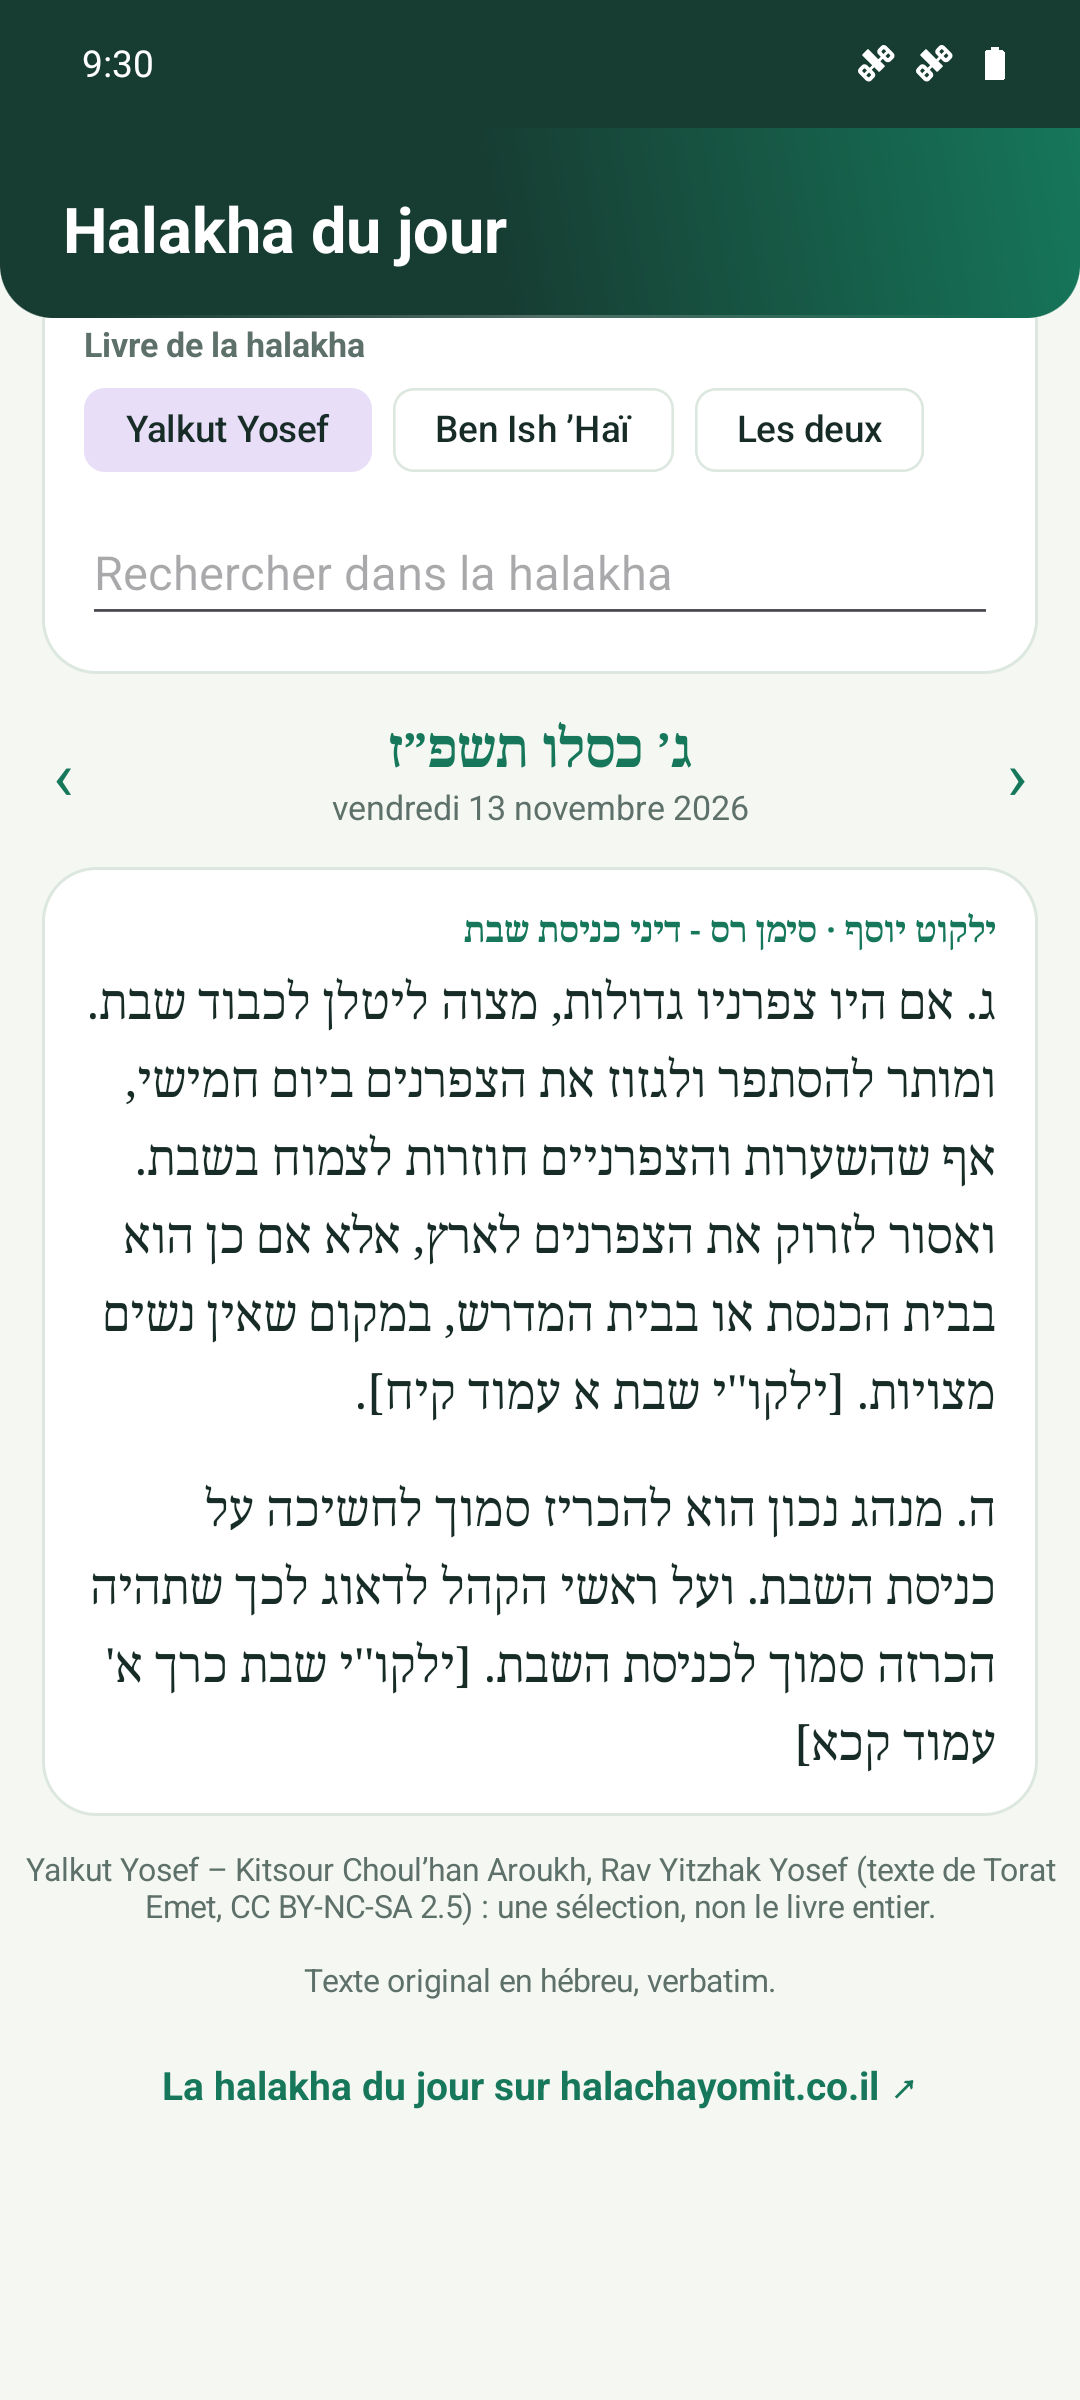 9:30
Halakha du jour
Livre de la halakha
Yalkut Yosef
Ben Ish ’Haï
Les deux
Rechercher dans la halakha
ג’ כסלו תשפ”ז
‹
›
vendredi 13 novembre 2026
ילקוט יוסף · סימן רס - דיני כניסת שבת
ג. אם היו צפרניו גדולות, מצוה ליטלן לכבוד שבת.
ומותר להסתפר ולגזוז את הצפרנים ביום חמישי,
אף שהשערות והצפרניים חוזרות לצמוח בשבת.
ואסור לזרוק את הצפרנים לארץ, אלא אם כן הוא
בבית הכנסת או בבית המדרש, במקום שאין נשים
מצויות. [ילקו''י שבת א עמוד קיח].
ה. מנהג נכון הוא להכריז סמוך לחשיכה על
כניסת השבת. ועל ראשי הקהל לדאוג לכך שתהיה
הכרזה סמוך לכניסת השבת. [ילקו''י שבת כרך א'
עמוד קכא]
Yalkut Yosef – Kitsour Choul’han Aroukh, Rav Yitzhak Yosef (texte de Torat
Emet, CC BY-NC-SA 2.5) : une sélection, non le livre entier.
Texte original en hébreu, verbatim.
La halakha du jour sur halachayomit.co.il ↗